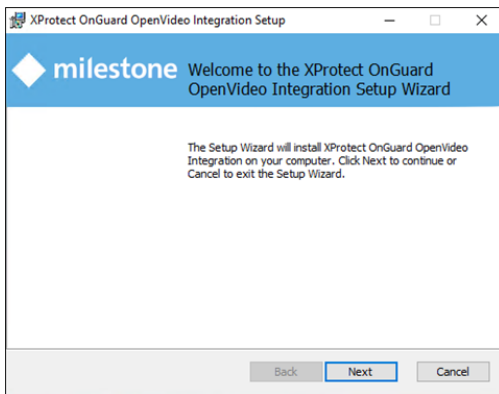 XProtect OnGuard OpenVideo Integration Setup
milestone
Welcome to the XProtect OnGuard
OpenVideo Integration Setup Wizard
The Setup Wizard will install XProtect OnGuard OpenVideo
Integration on your computer. Click Next to continue or
Cancel to exit the Setup Wizard.
Back
Next
Cancel